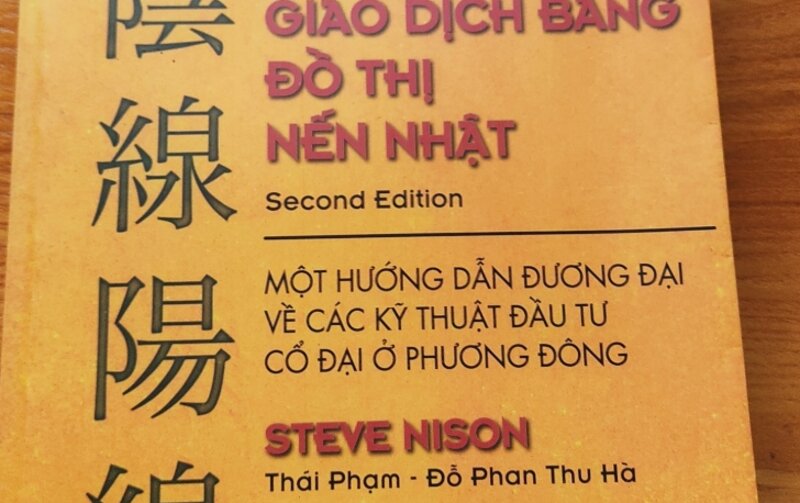 陰
線
陽
線
GIAO DỊCH BẰNG
ĐỒ THỊ
NẾN NHẬT
Second Edition
MỘT HƯỚNG DẪN ĐƯƠNG ĐẠI
VỀ CÁC KỸ THUẬT ĐẦU TƯ
CỔ ĐẠI Ở PHƯƠNG ĐÔNG
STEVE NISON
Thái Phạm - Đỗ Phan Thu Hà